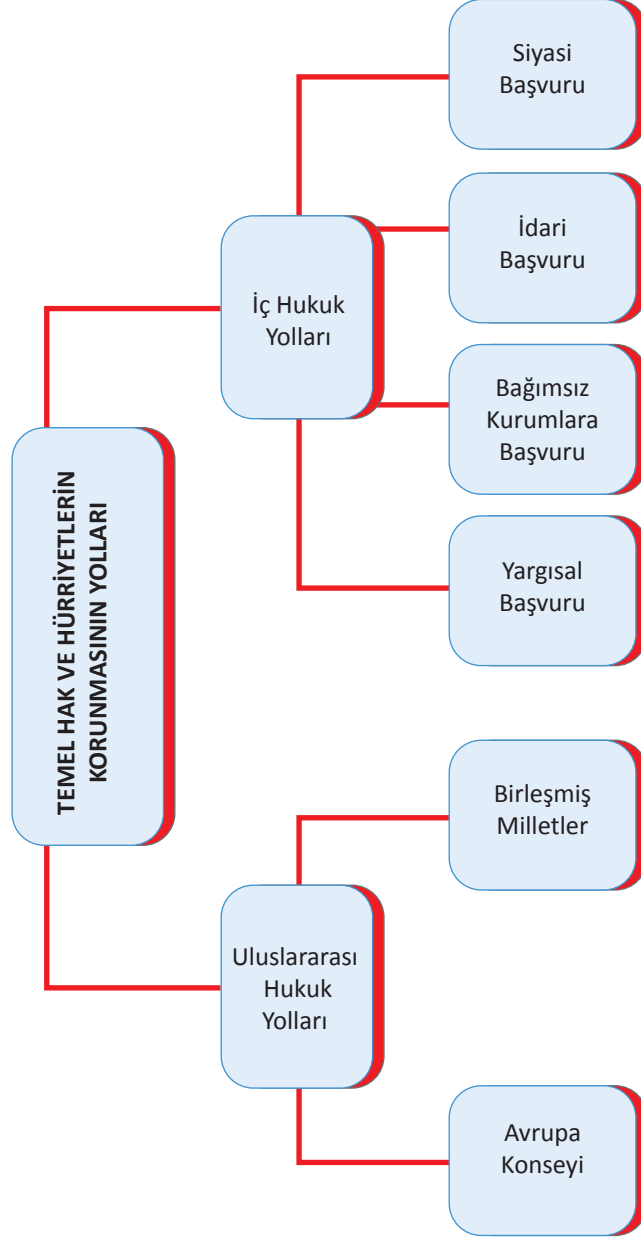 TEMEL HAK VE HÜRRİYETLERİN
KORUNMASININ YOLLARI
İç Hukuk
Yolları
Siyasi
Başvuru
İdari
Başvuru
Bağımsız
Kurumlara
Başvuru
Yargısal
Başvuru
Uluslararası
Hukuk
Yolları
Birleşmiş
Milletler
Avrupa
Konseyi